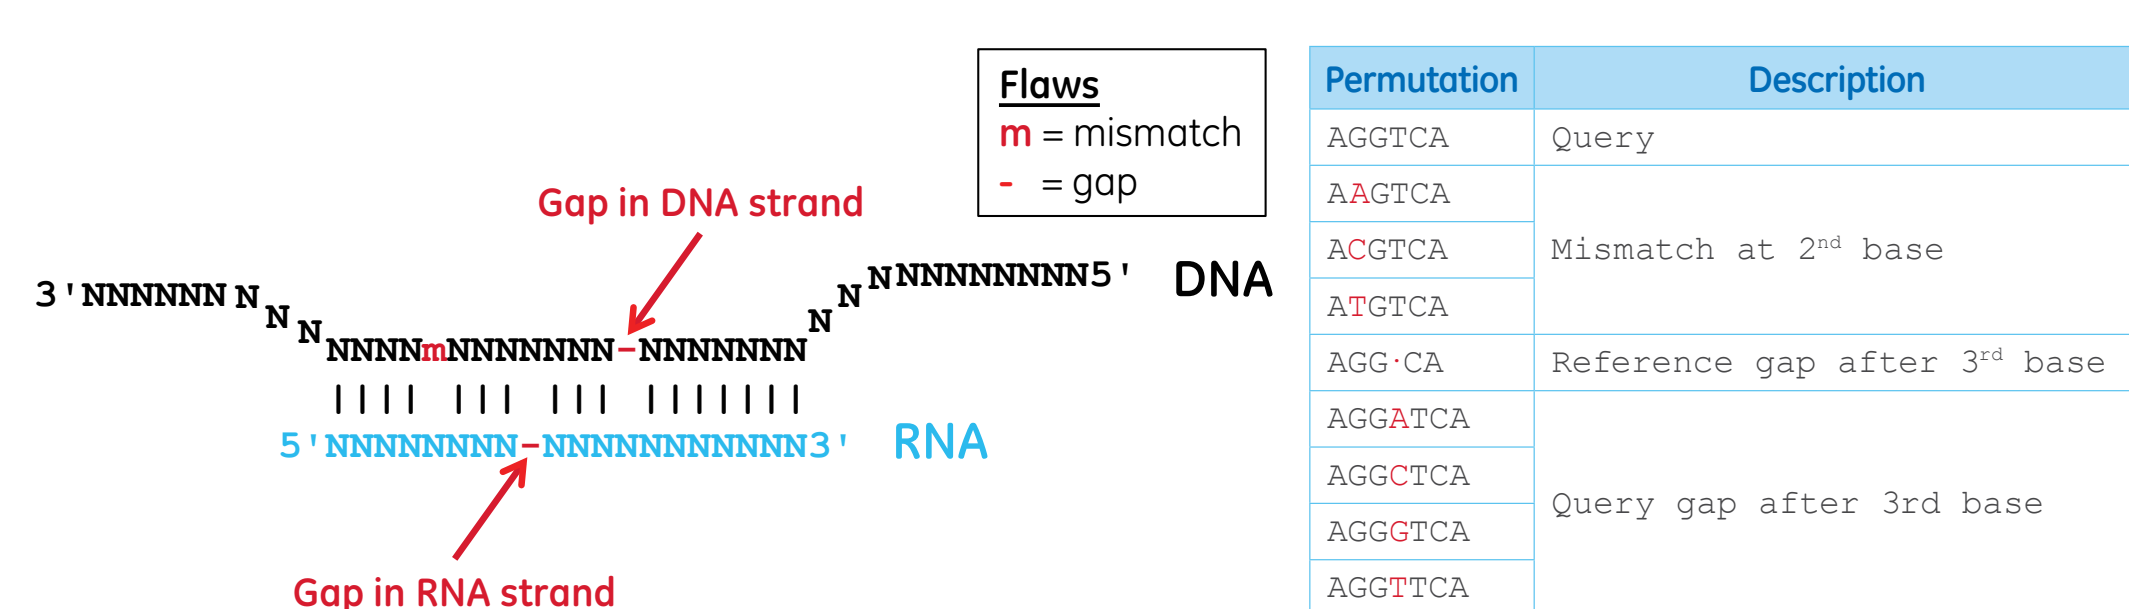 Flaws
m = mismatch
- = gap
Gap in DNA strand
3'NNNNNN N N N NNNNmNNNNNNN-NNNNNNN N N NNNNNNNNN5' DNA
5'NNNNNNNN-NNNNNNNNNNN3' RNA
Gap in RNA strand
Permutation Description
AGGTCA Query
AAGTCA
ACGTCA Mismatch at 2nd base
ATGTCA
AGG·CA Reference gap after 3rd base
AGGATCA
AGGCTCA
Query gap after 3rd base
AGGGTCA
AGGTTCA